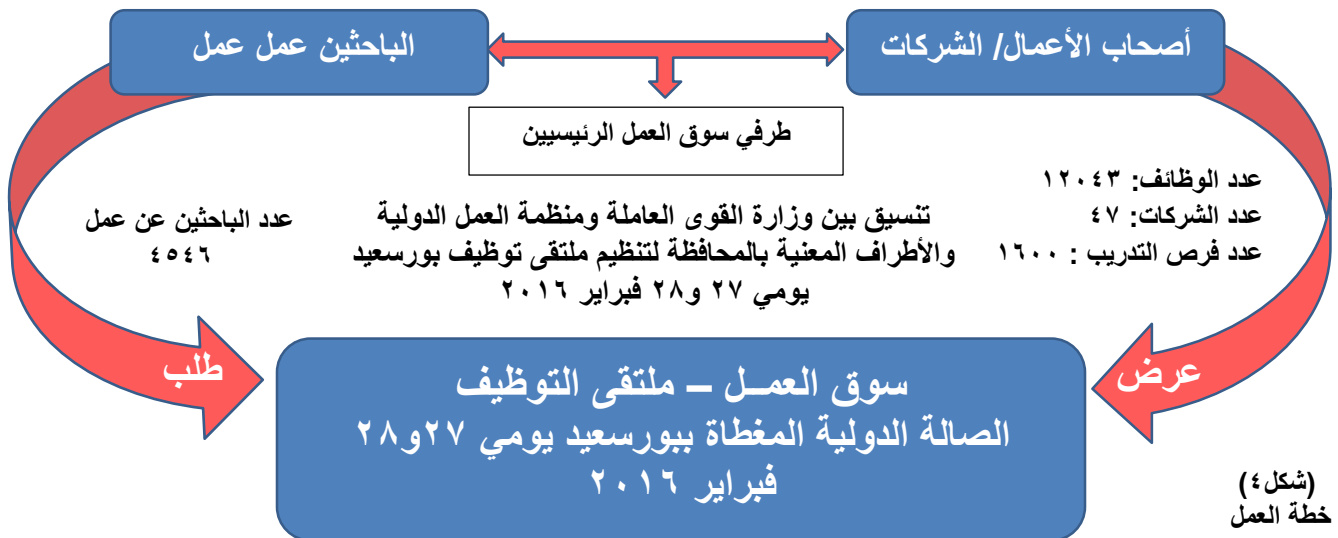 أصحاب الأعمال/ الشركات
الباحثين عمل عمل
طرفي سوق العمل الرئيسيين
عدد الوظائف: ١٢٠٤٣
عدد الشركات: ٤٧
عدد فرص التدريب : ١٦٠٠
تنسيق بين وزارة القوى العاملة ومنظمة العمل الدولية
والأطراف المعنية بالمحافظة لتنظيم ملتقى توظيف بورسعيد
يومي ٢٧ و٢٨ فبراير ٢٠١٦
عدد الباحثين عن عمل
٤٥٤٦
عرض
طلب
سوق العمــل – ملتقى التوظيف
الصالة الدولية المغطاة ببورسعيد يومي ٢٧و٢٨
فبراير ٢٠١٦
(شكل٤)
خطة العمل